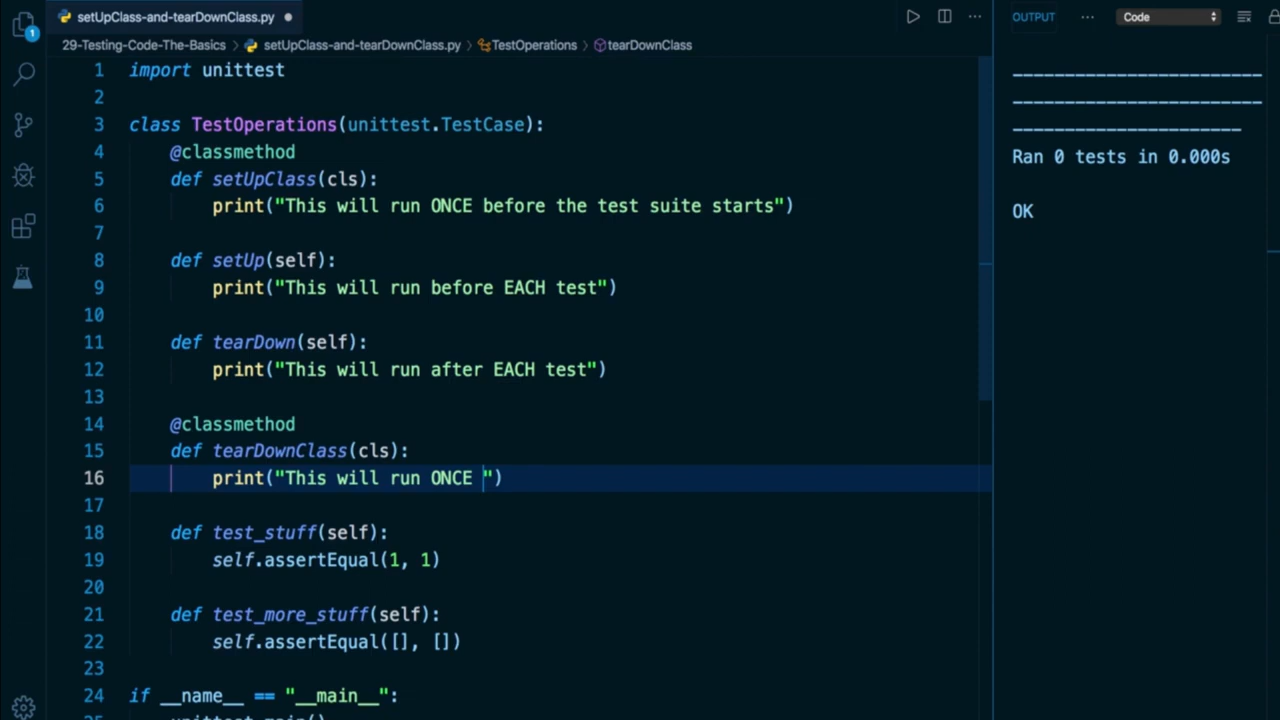 setUpClass-and-tearDownClass.py
1
29-Testing-Code-The-Basics > setUpClass-and-tearDownClass.py > TestOperations > tearDownClass
1 import unittest
2
3 class TestOperations(unittest.TestCase):
4 @classmethod
5 def setUpClass(cls):
6 print("This will run ONCE before the test suite starts")
7
8 def setUp(self):
9 print("This will run before EACH test")
10
11 def tearDown(self):
12 print("This will run after EACH test")
13
14 @classmethod
15 def tearDownClass(cls):
16 print("This will run ONCE ")
17
18 def test_stuff(self):
19 self.assertEqual(1, 1)
20
21 def test_more_stuff(self):
22 self.assertEqual([], [])
23
24 if __name__ == "__main__":
25 unittest.main()
OUTPUT ... Code
------------------------
------------------------
----------------------
Ran 0 tests in 0.000s
OK